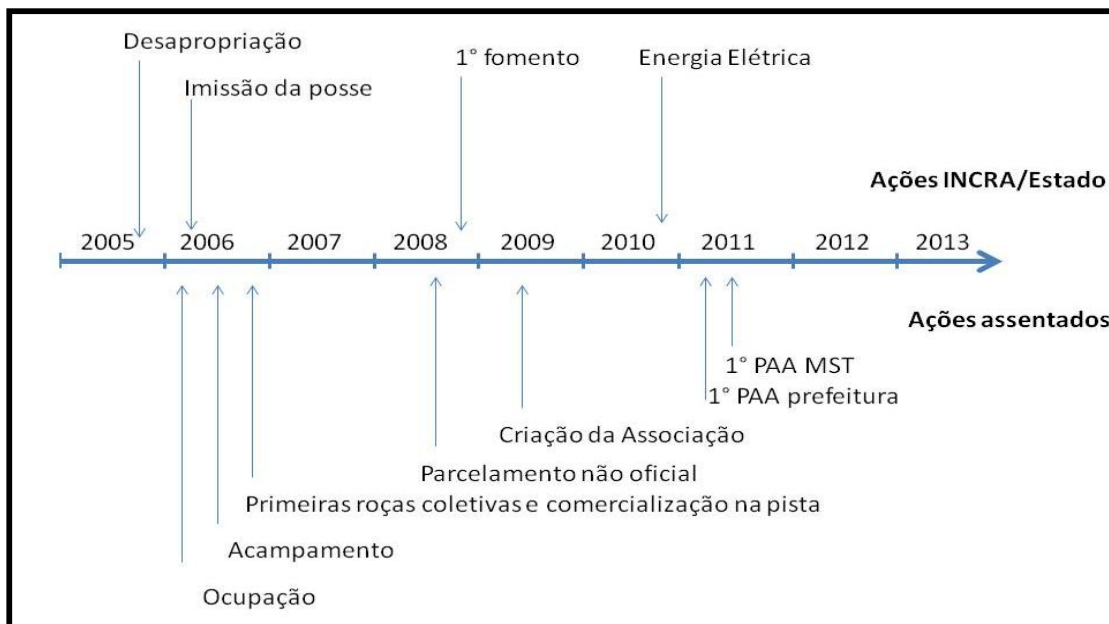 Desapropriação
1° fomento
Energia Elétrica
Imissão da posse
Ações INCRA/Estado
2005 2006 2007 2008 2009 2010 2011 2012 2013
Ações assentados
1° PAA MST
1° PAA prefeitura
Criação da Associação
Parcelamento não oficial
Primeiras roças coletivas e comercialização na pista
Acampamento
Ocupação